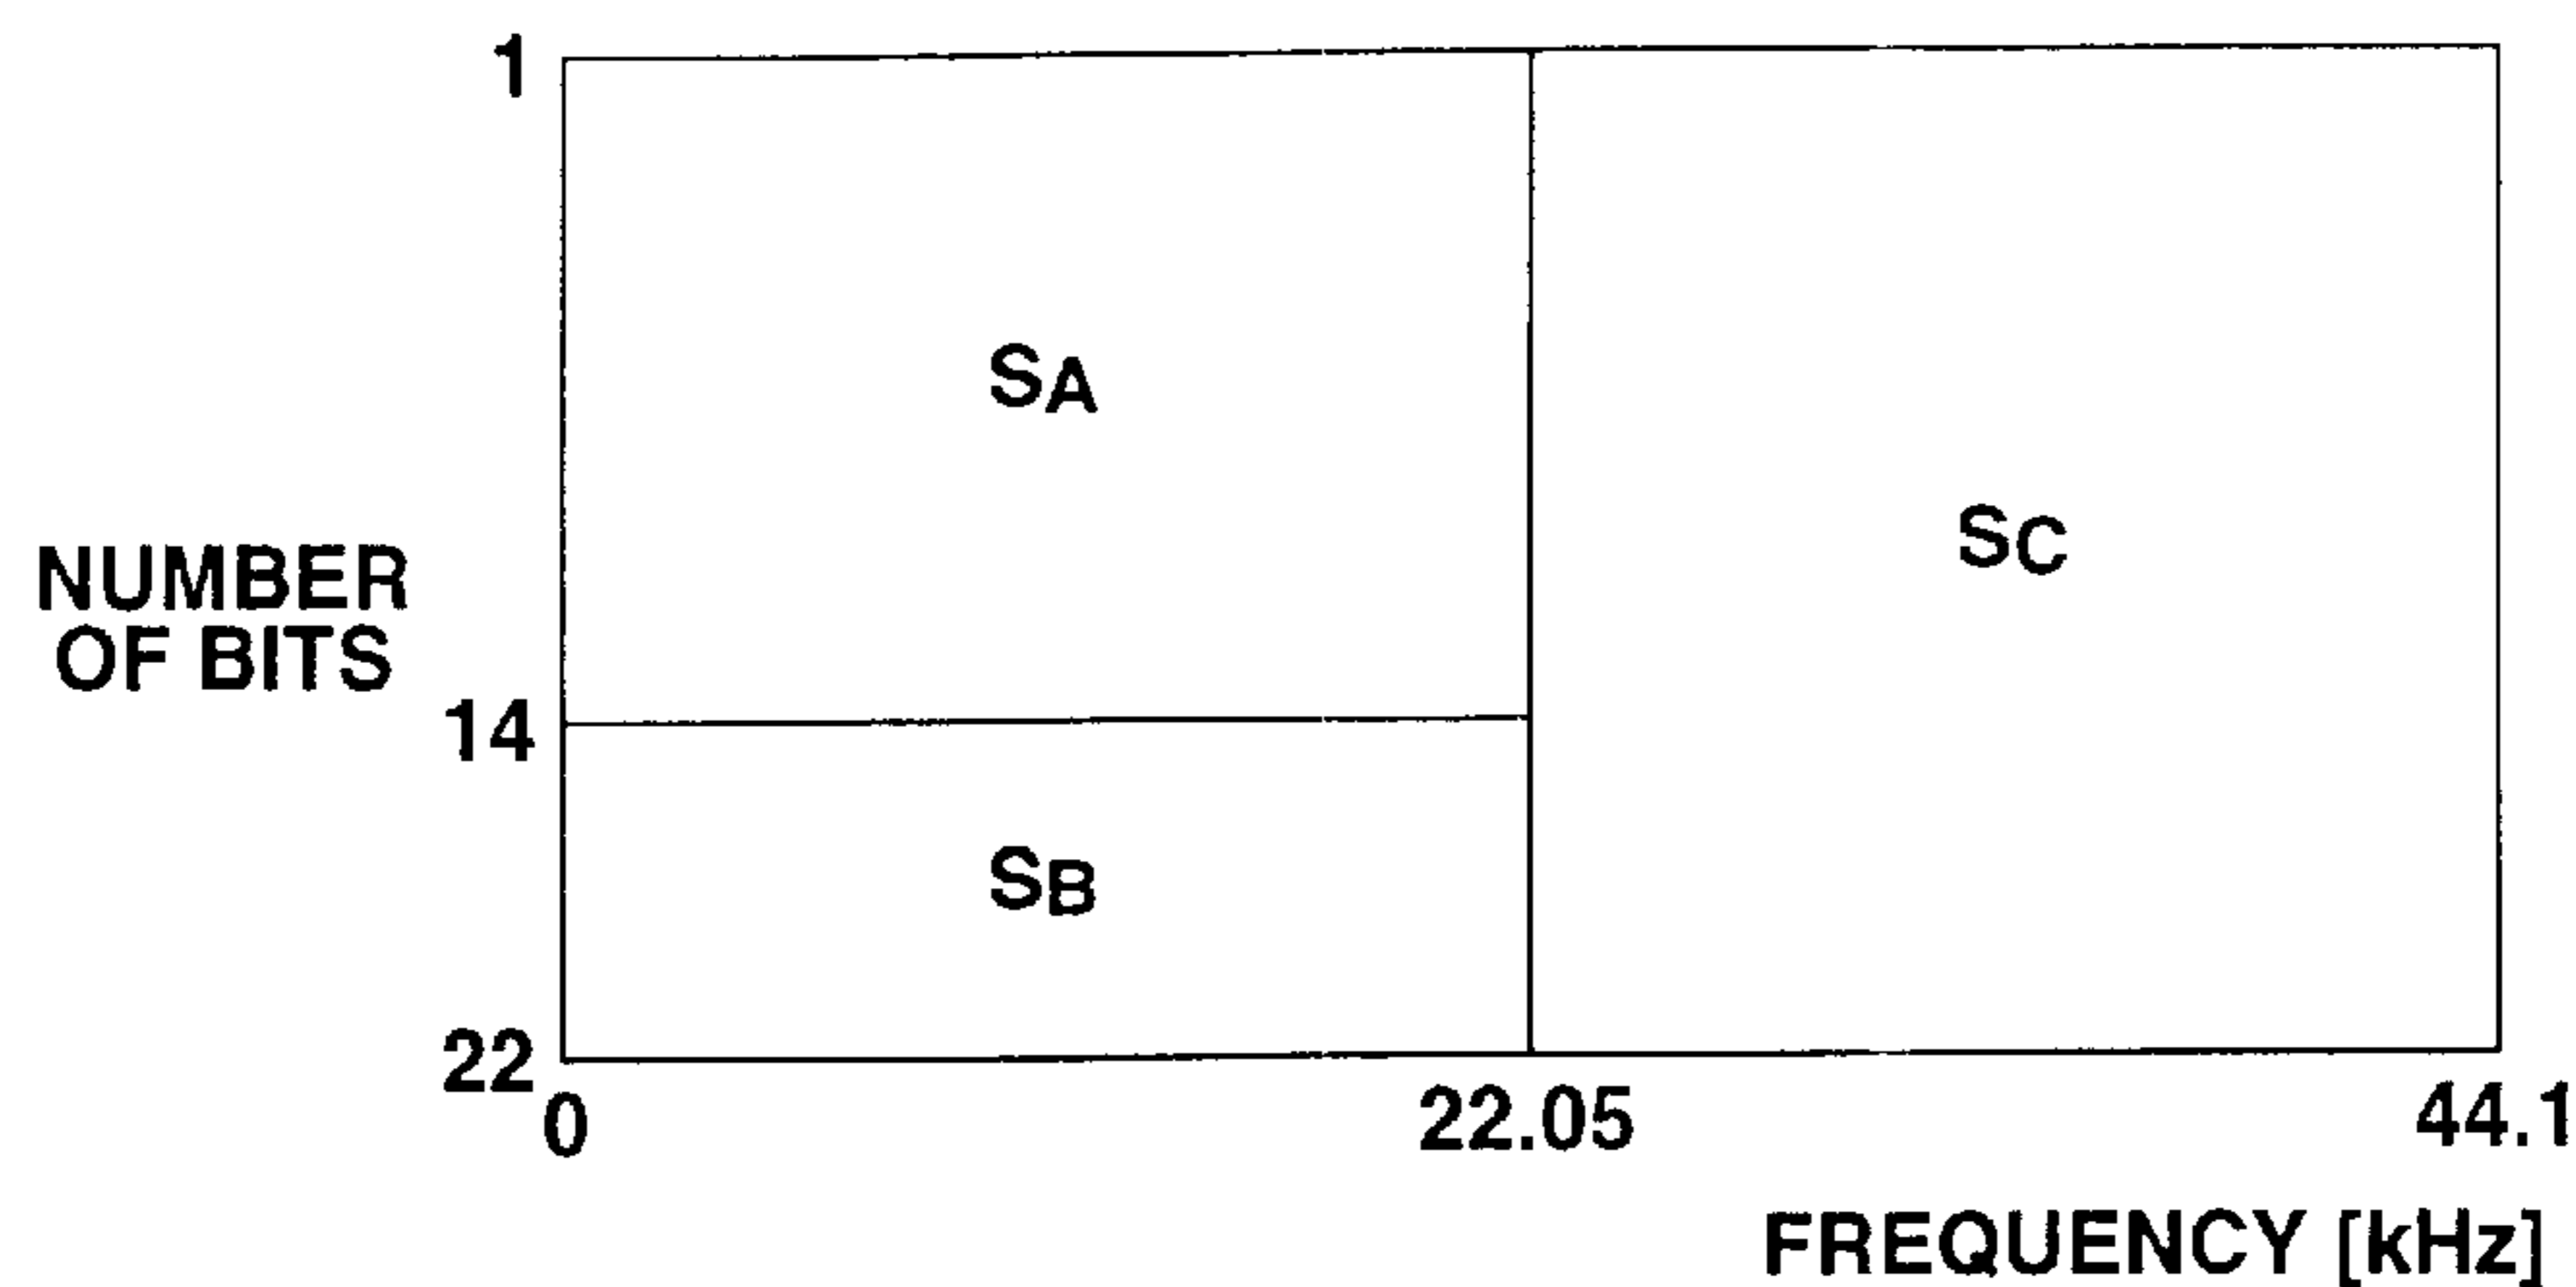 1
SA
SC
NUMBER
OF BITS
14
SB
22
0
22.05
44.1
FREQUENCY [kHz]